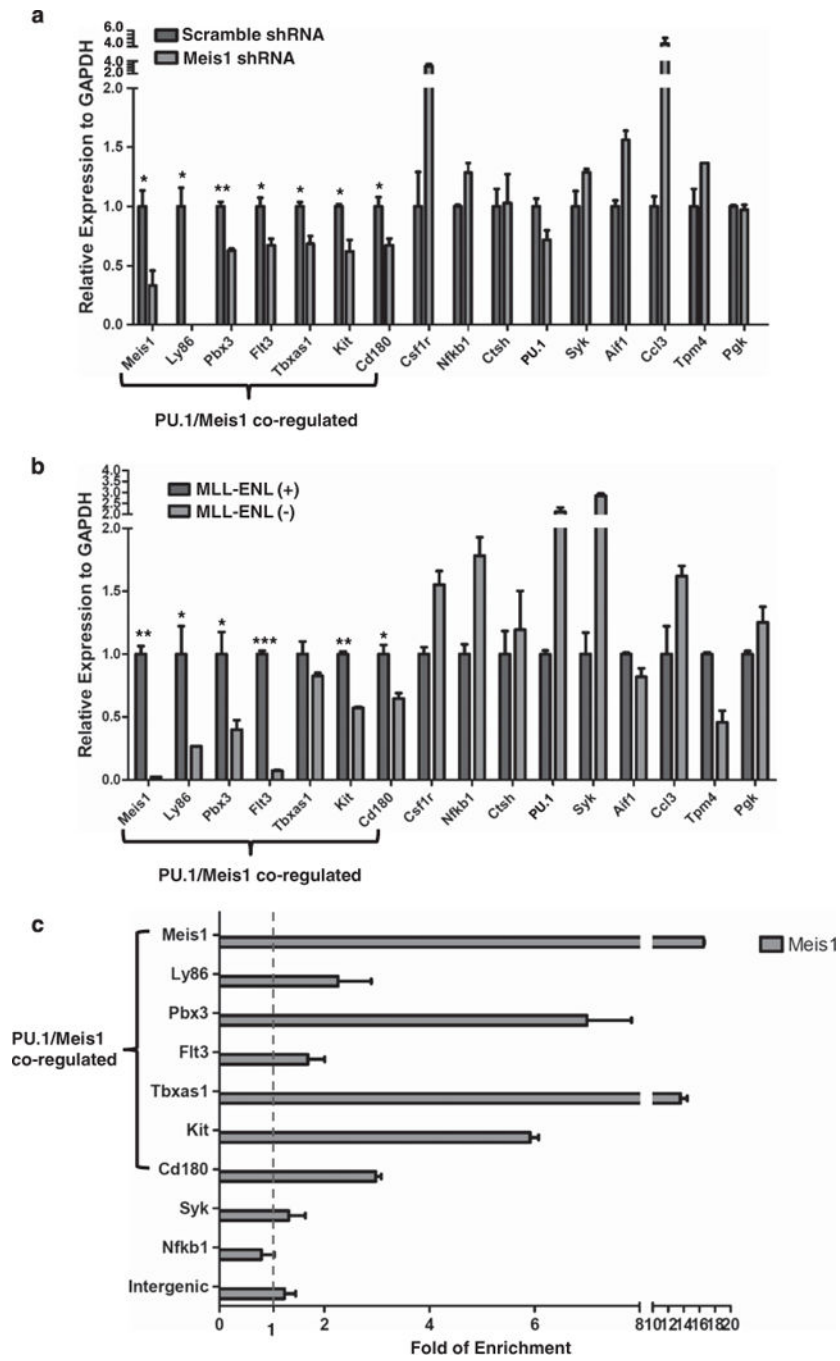 a
Scramble shRNA
Meis1 shRNA
Relative Expression to GAPDH
6.0
4.0
4.0
2.0
2.0
1.5
1.0
0.5
0.0
* * ** * * * *
Meis1 Ly86 Pbx3 Flt3 Tbxas1 Kit Cd180 Csf1r Nfkb1 Ctsh PU.1 Syk Aif1 Ccl3 Tpm4 Pgk
PU.1/Meis1 co-regulated
b
MLL-ENL (+)
MLL-ENL (-)
Relative Expression to GAPDH
4.0
3.5
3.0
2.5
2.0
2.0
1.5
1.0
0.5
0.0
** * * *** ** *
Meis1 Ly86 Pbx3 Flt3 Tbxas1 Kit Cd180 Csf1r Nfkb1 Ctsh PU.1 Syk Aif1 Ccl3 Tpm4 Pgk
PU.1/Meis1 co-regulated
c
Meis1
PU.1/Meis1
co-regulated
Meis1
Ly86
Pbx3
Flt3
Tbxas1
Kit
Cd180
Syk
Nfkb1
Intergenic
0 1 2 4 6 8 10 12 14 16 18 20
Fold of Enrichment